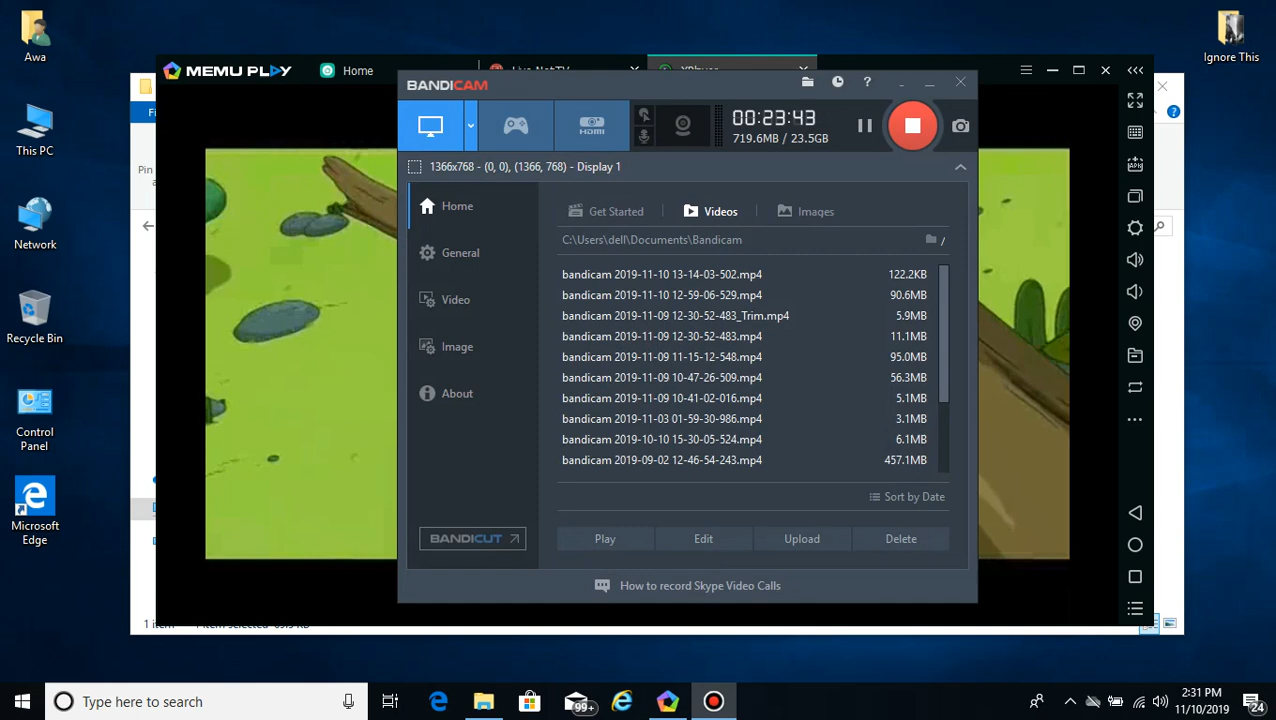 Awa
This PC
Network
Recycle Bin
Control
Panel
Microsoft
Edge
Ignore This
MEMU PLAY
Home
BANDICAM
?
HDMI
00:23:43
719.6MB / 23.5GB
1366x768 - (0, 0), (1366, 768) - Display 1
Home
General
Video
Image
About
BANDICUT
Get Started
Videos
Images
C:\Users\dell\Documents\Bandicam
/
bandicam 2019-11-10 13-14-03-502.mp4 122.2KB
bandicam 2019-11-10 12-59-06-529.mp4 90.6MB
bandicam 2019-11-09 12-30-52-483_Trim.mp4 5.9MB
bandicam 2019-11-09 12-30-52-483.mp4 11.1MB
bandicam 2019-11-09 11-15-12-548.mp4 95.0MB
bandicam 2019-11-09 10-47-26-509.mp4 56.3MB
bandicam 2019-11-09 10-41-02-016.mp4 5.1MB
bandicam 2019-11-03 01-59-30-986.mp4 3.1MB
bandicam 2019-10-10 15-30-05-524.mp4 6.1MB
bandicam 2019-09-02 12-46-54-243.mp4 457.1MB
Sort by Date
Play Edit Upload Delete
How to record Skype Video Calls
Type here to search
99+
2:31 PM
11/10/2019
24